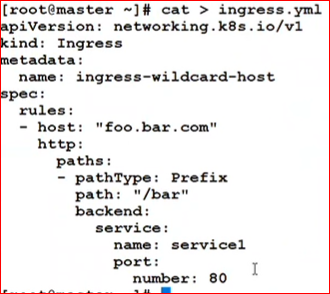 [root@master ~]# cat > ingress.yml
apiVersion: networking.k8s.io/v1
kind: Ingress
metadata:
  name: ingress-wildcard-host
spec:
  rules:
  - host: "foo.bar.com"
    http:
      paths:
      - pathType: Prefix
        path: "/bar"
        backend:
          service:
            name: service1
            port:
              number: 80
[root@master ~]#